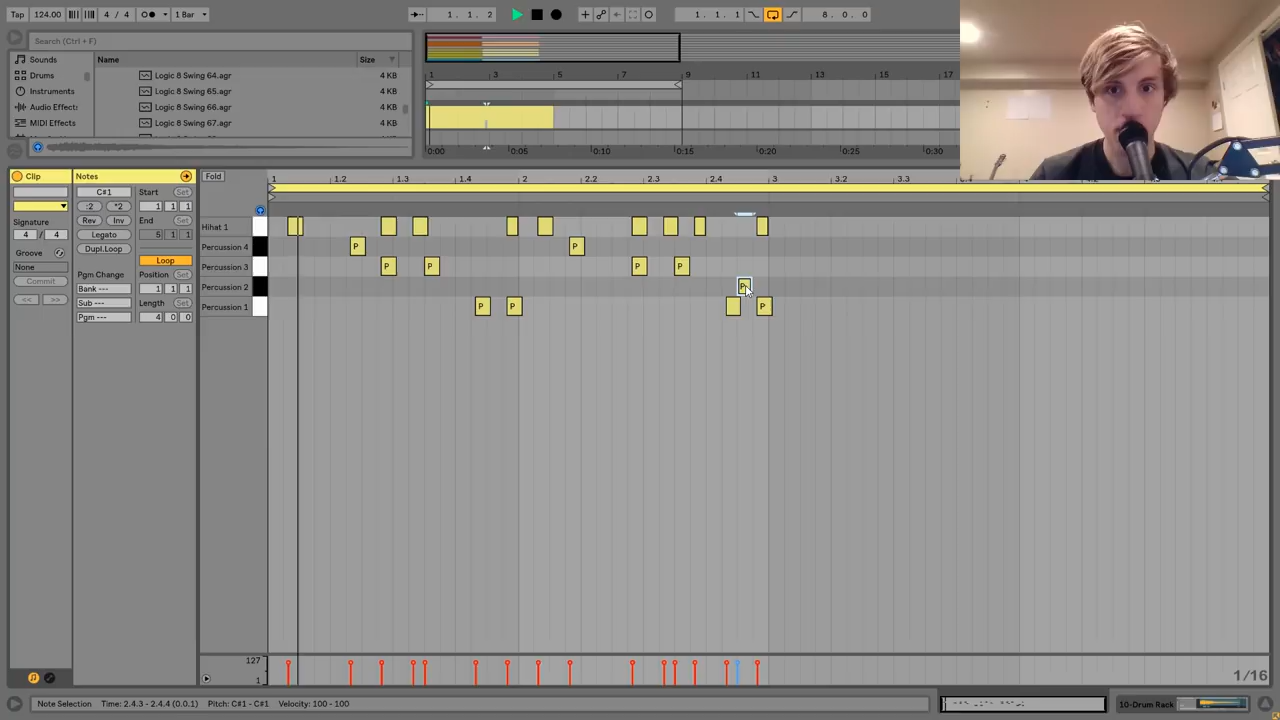 Tap 124.00 1 Bar 1. 1. 2 1. 1. 1 8. 0. 0
Search (Ctrl + F)
Sounds
Drums
Instruments
Audio Effect:
MIDI Effects
Name Size
Logic 8 Swing 64.agr 4 KB
Logic 8 Swing 65.agr 4 KB
Logic 8 Swing 66.agr 4 KB
Logic 8 Swing 67.agr 4 KB
1 3 5 7 9 11 13 15 17
0:00 0:05 0:10 0:15 0:20 0:25 0:30
Clip
Signature
4 / 4
Groove
None
Commit
<< >>
Notes
C#1
:2 *2
Rev Inv
Legato
Dupl.Loop
Pgm Change
Bank ---
Sub ---
Pgm ---
Start Set
1 1 1
End Set
5 1 1
Loop
Position
1 1 1
Length
4 0 0
Fold
1 1.2 1.3 1.4 2 2.2 2.3 2.4 3 3.2 3.3
Hihat 1
Percussion 4 P P
Percussion 3 P P P P
Percussion 2 P
Percussion 1 P P P
127
1
1/16
Note Selection Time: 2.4.3 - 2.4.4 (0.0.1) Pitch: C#1 - C#1 Velocity: 100 - 100
10-Drum Rack